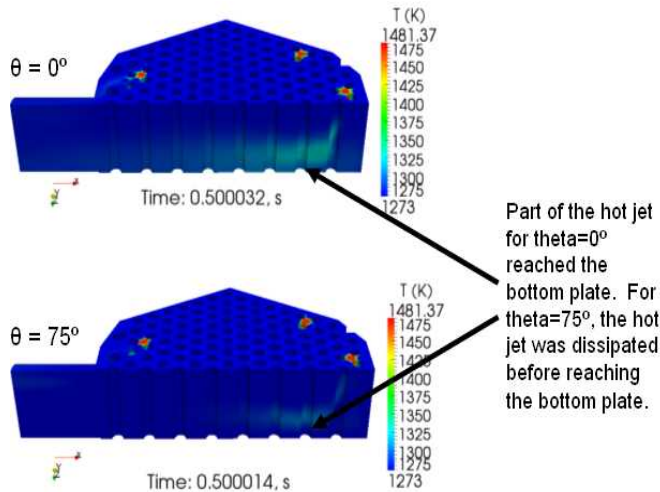 T (K)
1481.37
1475
1450
1425
1400
1375
1350
1325
1300
1275
1273
θ = 0º
Time: 0.500032, s
Part of the hot jet
for theta=0º
reached the
bottom plate. For
theta=75º, the hot
jet was dissipated
before reaching
the bottom plate.
T (K)
1481.37
1475
1450
1425
1400
1375
1350
1325
1300
1275
1273
θ = 75º
Time: 0.500014, s